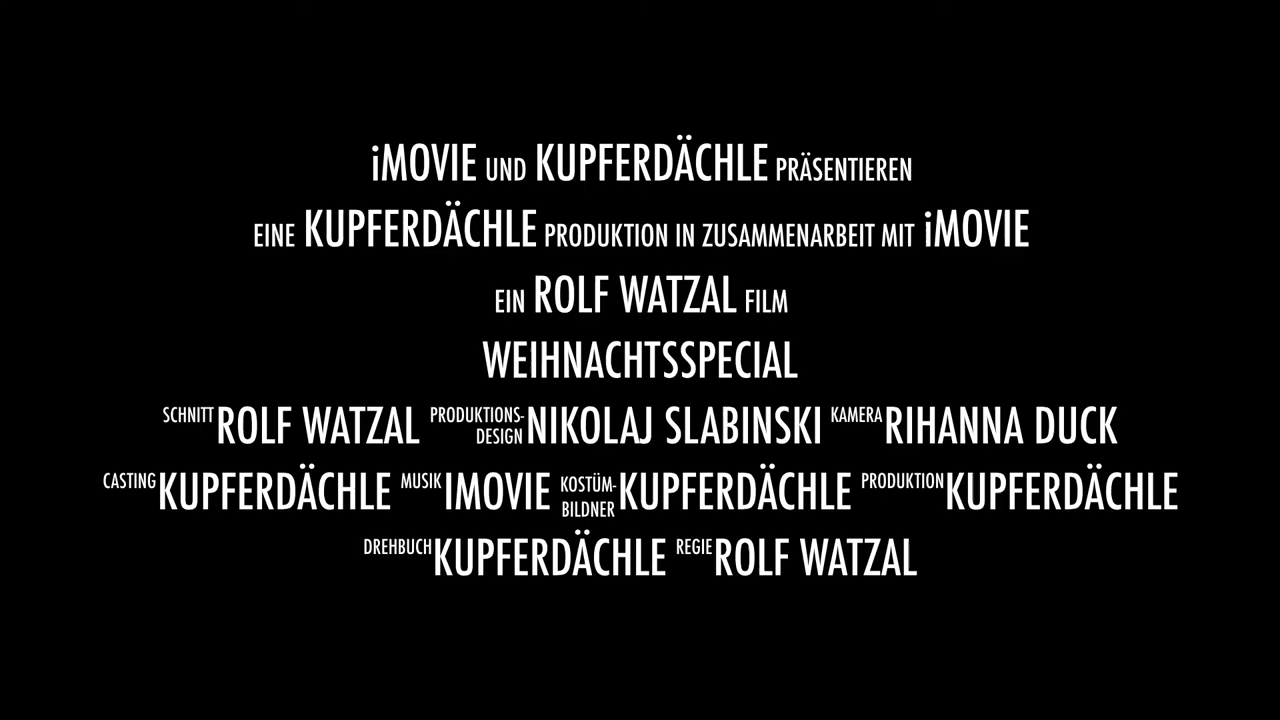 iMOVIE UND KUPFERDÄCHLE PRÄSENTIEREN
EINE KUPFERDÄCHLE PRODUKTION IN ZUSAMMENARBEIT MIT iMOVIE
EIN ROLF WATZAL FILM
WEIHNACHTSSPECIAL
SCHNITT ROLF WATZAL PRODUKTIONS-DESIGN NIKOLAJ SLABINSKI KAMERA RIHANNA DUCK
CASTING KUPFERDÄCHLE MUSIK IMOVIE KOSTÜM-BILDNER KUPFERDÄCHLE PRODUKTION KUPFERDÄCHLE
DREHBUCH KUPFERDÄCHLE REGIE ROLF WATZAL